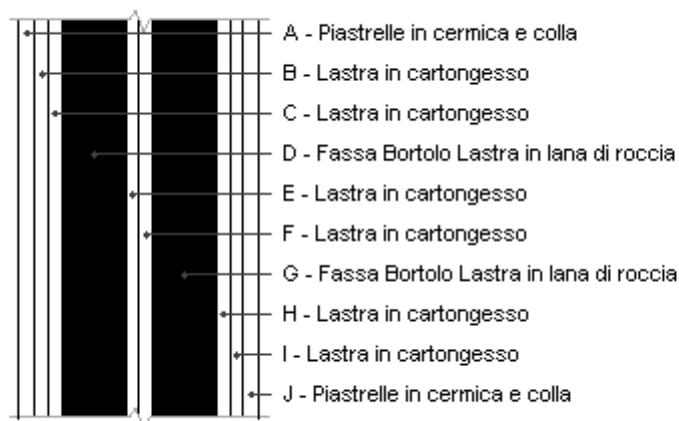 A - Piastrelle in cermica e colla
B - Lastra in cartongesso
C - Lastra in cartongesso
D - Fassa Bortolo Lastra in lana di roccia
E - Lastra in cartongesso
F - Lastra in cartongesso
G - Fassa Bortolo Lastra in lana di roccia
H - Lastra in cartongesso
I - Lastra in cartongesso
J - Piastrelle in cermica e colla